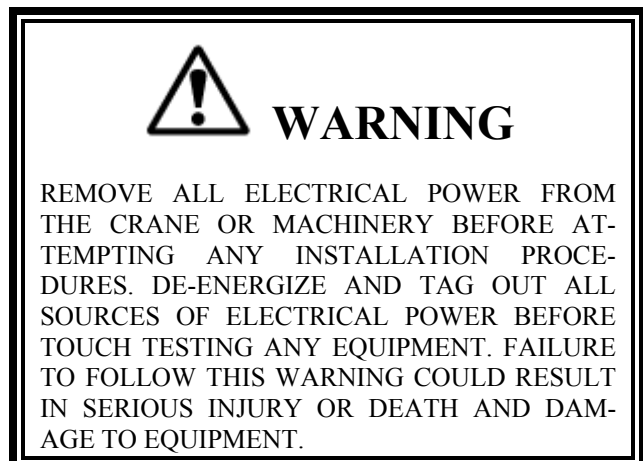 WARNING
REMOVE ALL ELECTRICAL POWER FROM
THE CRANE OR MACHINERY BEFORE AT-
TEMPTING ANY INSTALLATION PROCE-
DURES. DE-ENERGIZE AND TAG OUT ALL
SOURCES OF ELECTRICAL POWER BEFORE
TOUCH TESTING ANY EQUIPMENT. FAILURE
TO FOLLOW THIS WARNING COULD RESULT
IN SERIOUS INJURY OR DEATH AND DAM-
AGE TO EQUIPMENT.